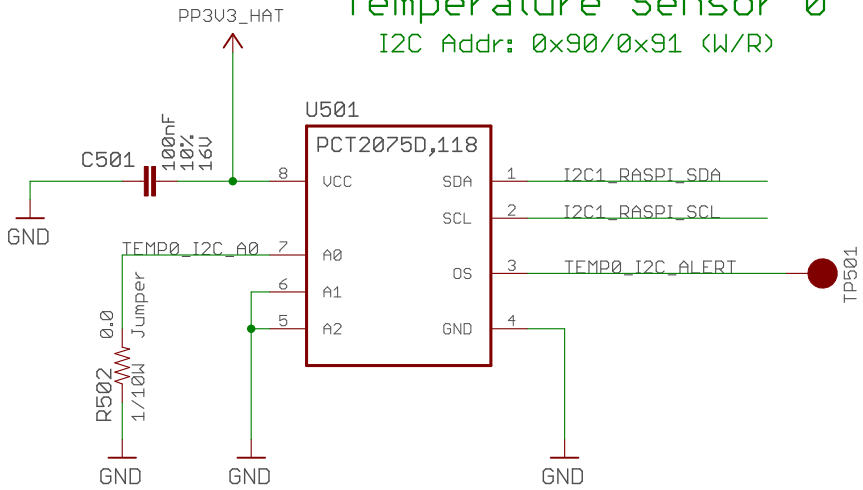 Temperature Sensor 0
I2C Addr: 0x90/0x91 (W/R)
PP3V3_HAT
U501
PCT2075D,118
C501
100nF
10%
16V
8
VCC
SDA
1
I2C1_RASPI_SDA
SCL
2
I2C1_RASPI_SCL
GND
TEMP0_I2C_A0
7
A0
OS
3
TEMP0_I2C_ALERT
TP501
6
A1
5
A2
GND
4
R502
0.0
Jumper
1/10W
GND
GND
GND